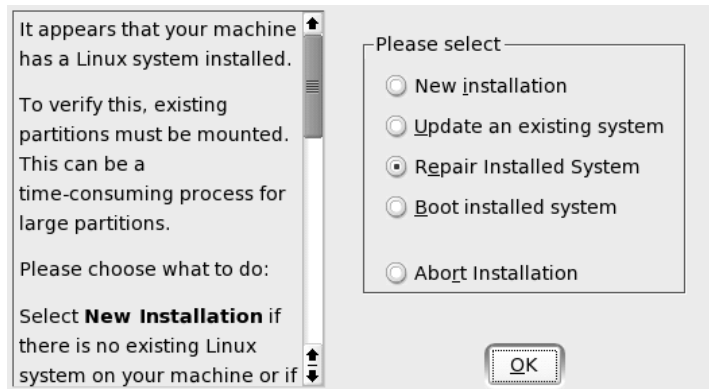 It appears that your machine
has a Linux system installed.
To verify this, existing
partitions must be mounted.
This can be a
time-consuming process for
large partitions.
Please choose what to do:
Select New Installation if
there is no existing Linux
system on your machine or if
Please select
New installation
Update an existing system
Repair Installed System
Boot installed system
Abort Installation
OK